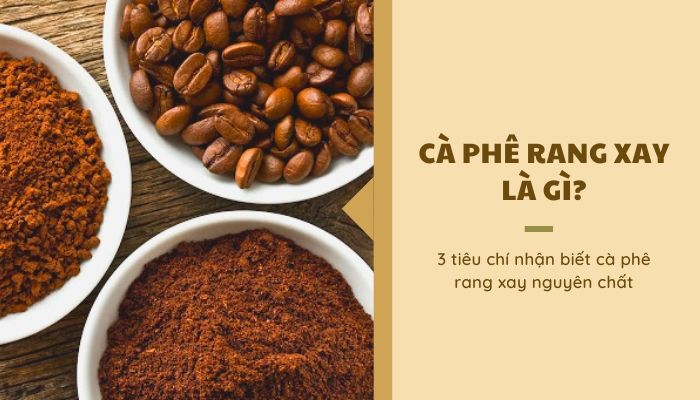 CÀ PHÊ RANG XAY
LÀ GÌ?
3 tiêu chí nhận biết cà phê
rang xay nguyên chất